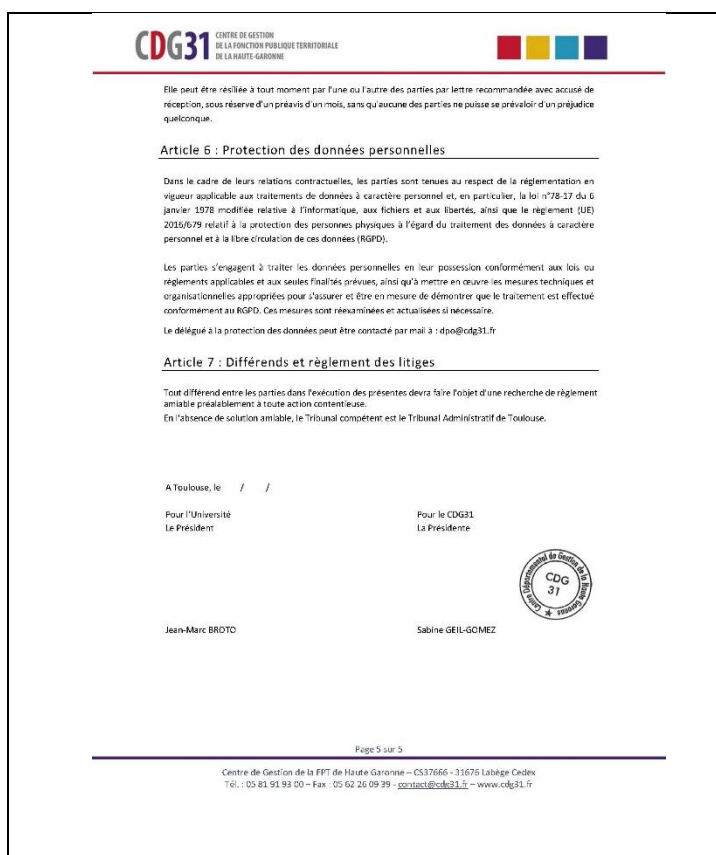 CDG31
CENTRE DE GESTION
DE LA FONCTION PUBLIQUE TERRITORIALE
DE LA HAUTE-GARONNE
Elle peut être résiliée à tout moment par l'une ou l'autre des parties par lettre recommandée avec accusé de
réception, sous réserve d'un préavis d'un mois, sans qu'aucune des parties ne puisse se prévaloir d'un préjudice
quelconque.
Article 6 : Protection des données personnelles
Dans le cadre de leurs relations contractuelles, les parties sont tenues au respect de la réglementation en
vigueur applicable aux traitements de données à caractère personnel et, en particulier, la loi n°78-17 du 6
janvier 1978 modifiée relative à l'informatique, aux fichiers et aux libertés, ainsi que le règlement (UE)
2016/679 relatif à la protection des personnes physiques à l'égard du traitement des données à caractère
personnel et à la libre circulation de ces données (RGPD).
Les parties s'engagent à traiter les données personnelles en leur possession conformément aux lois ou
règlements applicables et aux seules finalités prévues, ainsi qu'à mettre en œuvre les mesures techniques et
organisationnelles appropriées pour s'assurer et être en mesure de démontrer que le traitement est effectué
conformément au RGPD. Ces mesures sont réexaminées et actualisées si nécessaire.
Le délégué à la protection des données peut être contacté par mail à : dpo@cdg31.fr
Article 7 : Différends et règlement des litiges
Tout différend entre les parties dans l'exécution des présentes devra faire l'objet d'une recherche de règlement
amiable préalablement à toute action contentieuse.
En l'absence de solution amiable, le Tribunal compétent est le Tribunal Administratif de Toulouse.
A Toulouse, le / /
Pour l'Université Pour le CDG31
Le Président La Présidente
Centre Départemental de Gestion de la Haute Garonne
CDG
31
Jean-Marc BROTO Sabine GEIL-GOMEZ
Page 5 sur 5
Centre de Gestion de la FPT de Haute Garonne – CS37666 - 31676 Labège Cedex
Tél. : 05 81 91 93 00 – Fax : 05 62 26 09 39 - contact@cdg31.fr – www.cdg31.fr